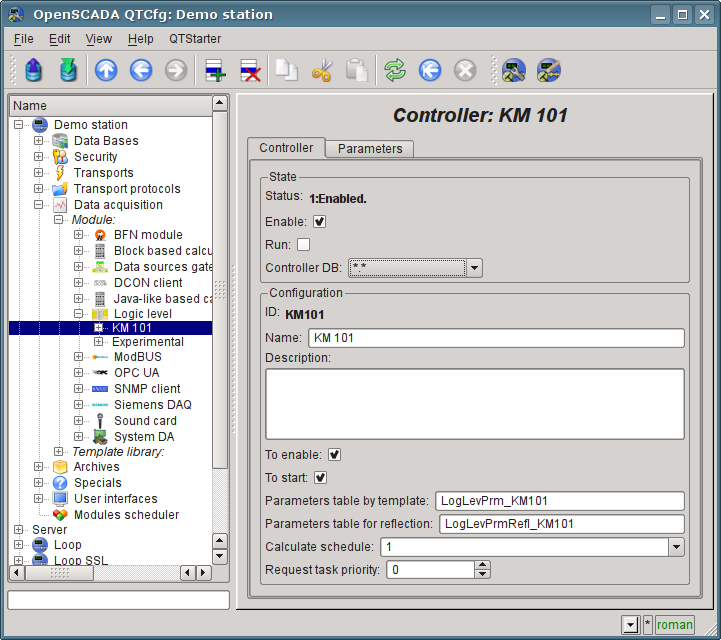 OpenSCADA QTCfg: Demo station
File Edit View Help QTStarter
Name
Demo station
Data Bases
Security
Transports
Transport protocols
Data acquisition
Module:
BFN module
Block based calcu
Data sources gate
DCON client
Java-like based ca
Logic level
KM 101
Experimental
ModBUS
OPC UA
SNMP client
Siemens DAQ
Sound card
System DA
Template library:
Archives
Specials
User interfaces
Modules scheduler
Server
Loop
Loop SSL
Controller: KM 101
Controller Parameters
State
Status: 1:Enabled.
Enable:
Run:
Controller DB: *.*
Configuration
ID: KM101
Name: KM 101
Description:
To enable:
To start:
Parameters table by template: LogLevPrm_KM101
Parameters table for reflection: LogLevPrmRefl_KM101
Calculate schedule: 1
Request task priority: 0
* roman